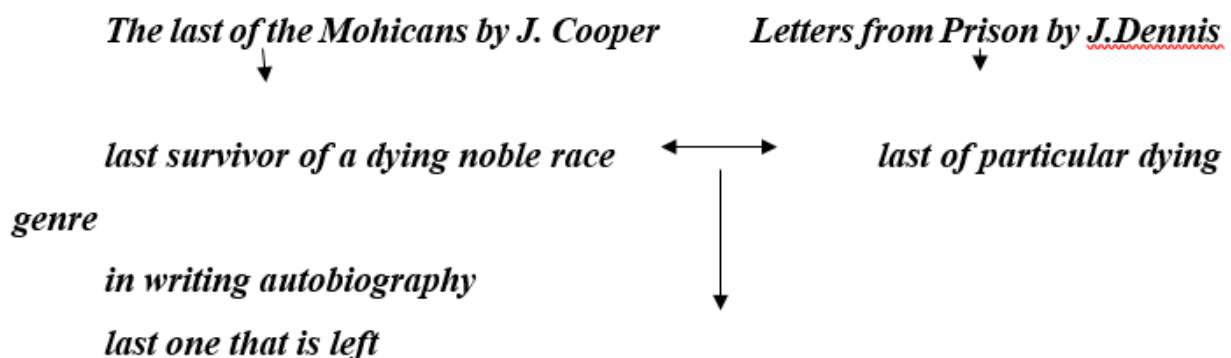 The last of the Mohicans by J. Cooper Letters from Prison by J.Dennis
last survivor of a dying noble race last of particular dying
genre
in writing autobiography
last one that is left